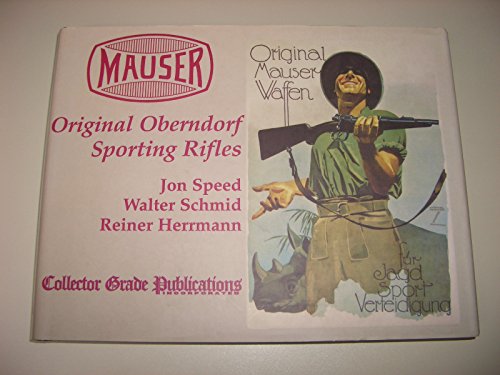 MAUSER
Original Oberndorf
Sporting Rifles
Jon Speed
Walter Schmid
Reiner Herrmann
Collector Grade Publications
INCORPORATED
Original
Mauser-
Waffen
für
Jagd
Sport
Verteidigung